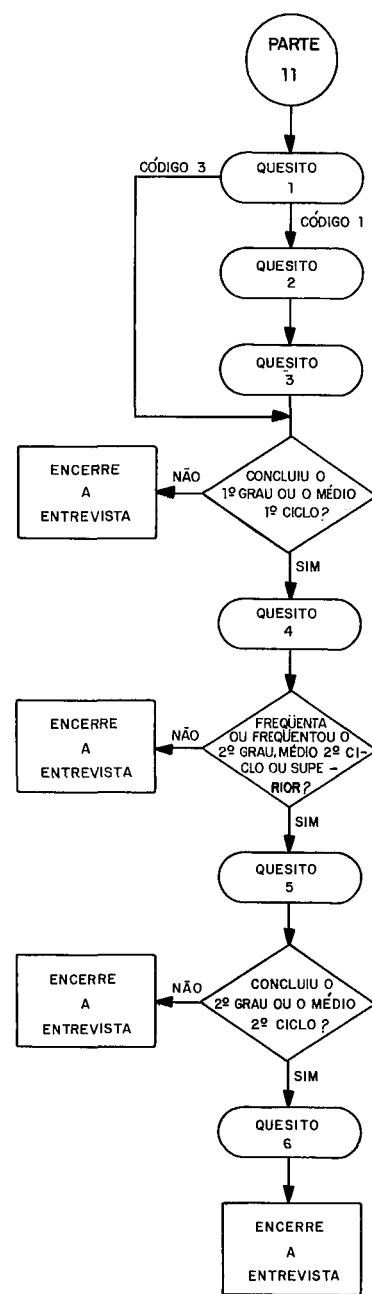 PARTE
11
CÓDIGO 3
QUESITO
1
CÓDIGO 1
QUESITO
2
QUESITO
3
CONCLUIU O
1º GRAU OU O MÉDIO
1º CICLO?
NÃO
ENCERRE
A
ENTREVISTA
SIM
QUESITO
4
FREQÜENTA
OU FREQÜENTOU O
2º GRAU, MÉDIO 2º CI-
CLO OU SUPE-
RIOR?
NÃO
ENCERRE
A
ENTREVISTA
SIM
QUESITO
5
CONCLUIU O
2º GRAU OU O MÉDIO
2º CICLO?
NÃO
ENCERRE
A
ENTREVISTA
SIM
QUESITO
6
ENCERRE
A
ENTREVISTA